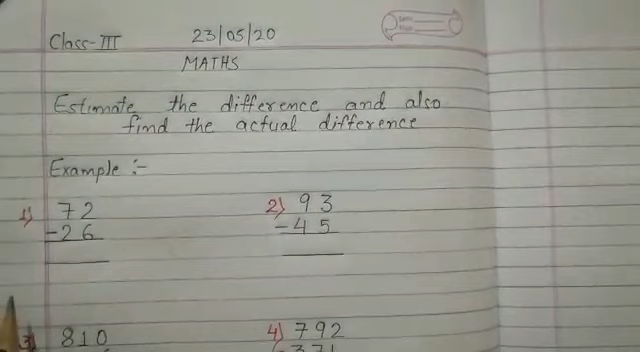 Class-III 23/05/20
MATHS
Estimate the difference and also
find the actual difference
Example :-
1) 72 2) 93
-26 -45
3) 810 4) 792
-371